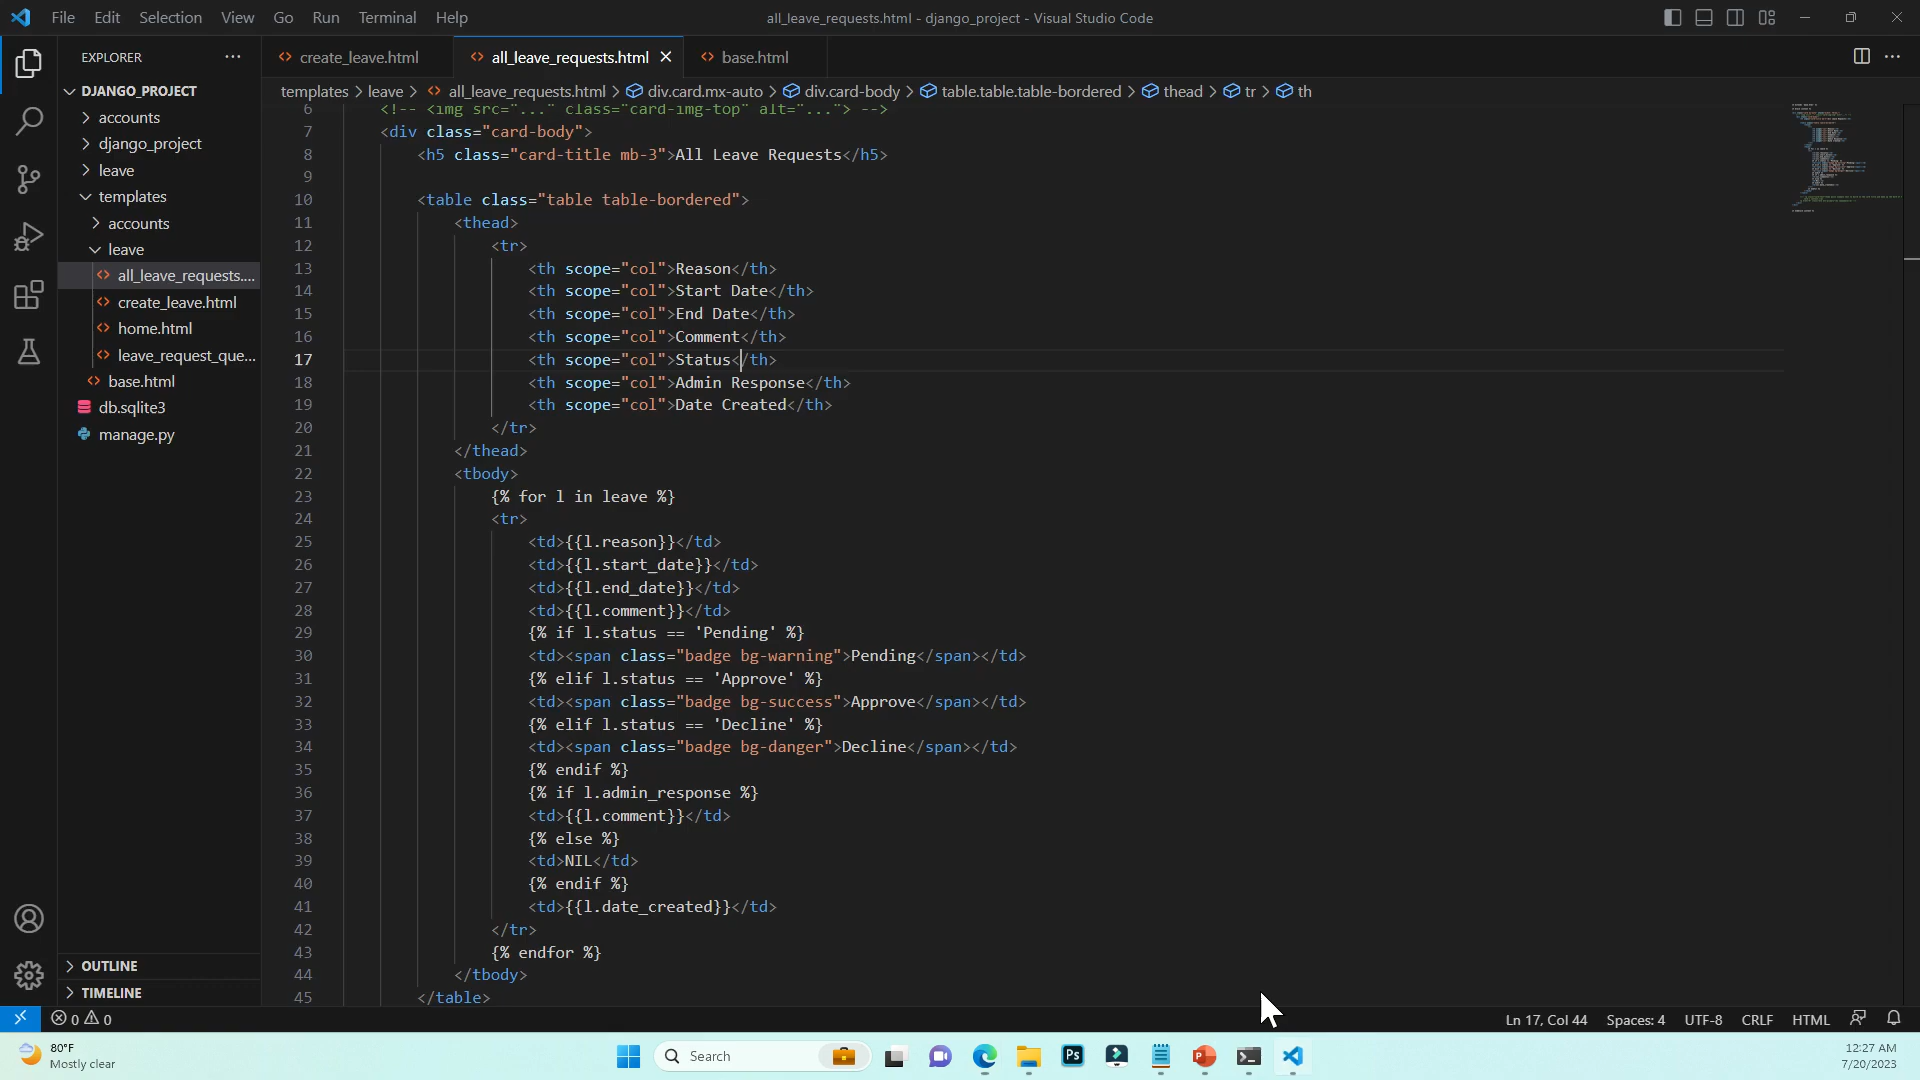 File Edit Selection View Go Run Terminal Help
all_leave_requests.html - django_project - Visual Studio Code
EXPLORER
DJANGO_PROJECT
accounts
django_project
leave
templates
accounts
leave
all_leave_requests....
create_leave.html
home.html
leave_request_que...
base.html
db.sqlite3
manage.py
OUTLINE
TIMELINE
create_leave.html all_leave_requests.html base.html
templates > leave > all_leave_requests.html > div.card.mx-auto > div.card-body > table.table.table-bordered > thead > tr > th
6 <!-- <img src="..." class="card-img-top" alt="..."> -->
7 <div class="card-body">
8 <h5 class="card-title mb-3">All Leave Requests</h5>
9
10 <table class="table table-bordered">
11 <thead>
12 <tr>
13 <th scope="col">Reason</th>
14 <th scope="col">Start Date</th>
15 <th scope="col">End Date</th>
16 <th scope="col">Comment</th>
17 <th scope="col">Status</th>
18 <th scope="col">Admin Response</th>
19 <th scope="col">Date Created</th>
20 </tr>
21 </thead>
22 <tbody>
23 {% for l in leave %}
24 <tr>
25 <td>{{l.reason}}</td>
26 <td>{{l.start_date}}</td>
27 <td>{{l.end_date}}</td>
28 <td>{{l.comment}}</td>
29 {% if l.status == 'Pending' %}
30 <td><span class="badge bg-warning">Pending</span></td>
31 {% elif l.status == 'Approve' %}
32 <td><span class="badge bg-success">Approve</span></td>
33 {% elif l.status == 'Decline' %}
34 <td><span class="badge bg-danger">Decline</span></td>
35 {% endif %}
36 {% if l.admin_response %}
37 <td>{{l.comment}}</td>
38 {% else %}
39 <td>NIL</td>
40 {% endif %}
41 <td>{{l.date_created}}</td>
42 </tr>
43 {% endfor %}
44 </tbody>
45 </table>
0 0
Ln 17, Col 44 Spaces: 4 UTF-8 CRLF HTML
80°F
Mostly clear
Search
Ps
12:27 AM
7/20/2023